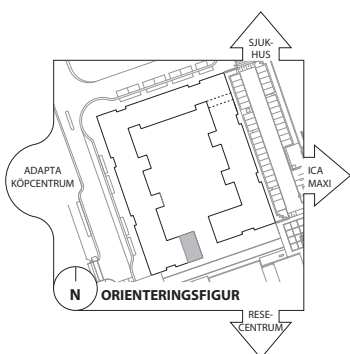 SJUK-
HUS
ADAPTA
KÖPCENTRUM
ICA
MAXI
N ORIENTERINGSFIGUR
RESE-
CENTRUM